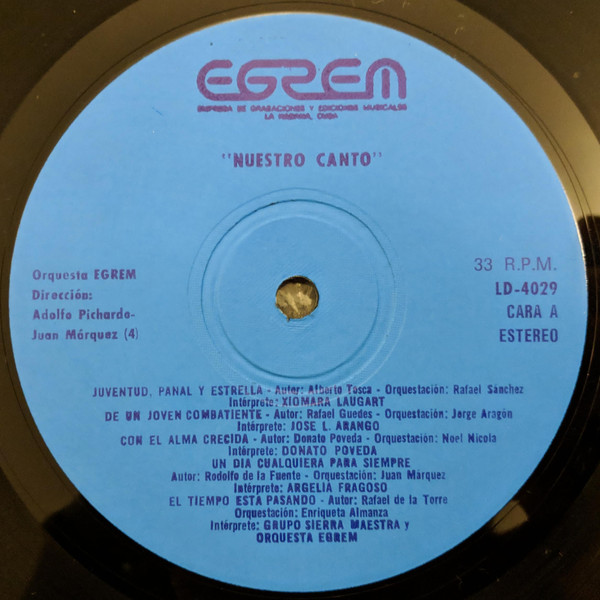 EGREM
EMPRESA DE GRABACIONES Y EDICIONES MUSICALES
LA HABANA, CUBA
"NUESTRO CANTO"
Orquesta EGREM
Dirección:
Adolfo Pichardo-
Juan Márquez (4)
33 R.P.M.
LD-4029
CARA A
ESTEREO
JUVENTUD, PANAL Y ESTRELLA - Autor: Alberto Tosca - Orquestación: Rafael Sánchez
Intérprete: XIOMARA LAUGART
DE UN JOVEN COMBATIENTE - Autor: Rafael Guedes - Orquestación: Jorge Aragón
Intérprete: JOSE L. ARANGO
CON EL ALMA CRECIDA - Autor: Donato Poveda - Orquestación: Noel Nicola
Intérprete: DONATO POVEDA
UN DIA CUALQUIERA PARA SIEMPRE
Autor: Rodolfo de la Fuente - Orquestación: Juan Márquez
Intérprete: ARGELIA FRAGOSO
EL TIEMPO ESTA PASANDO - Autor: Rafael de la Torre
Orquestación: Enriqueta Almanza
Intérprete: GRUPO SIERRA MAESTRA y
ORQUESTA EGREM